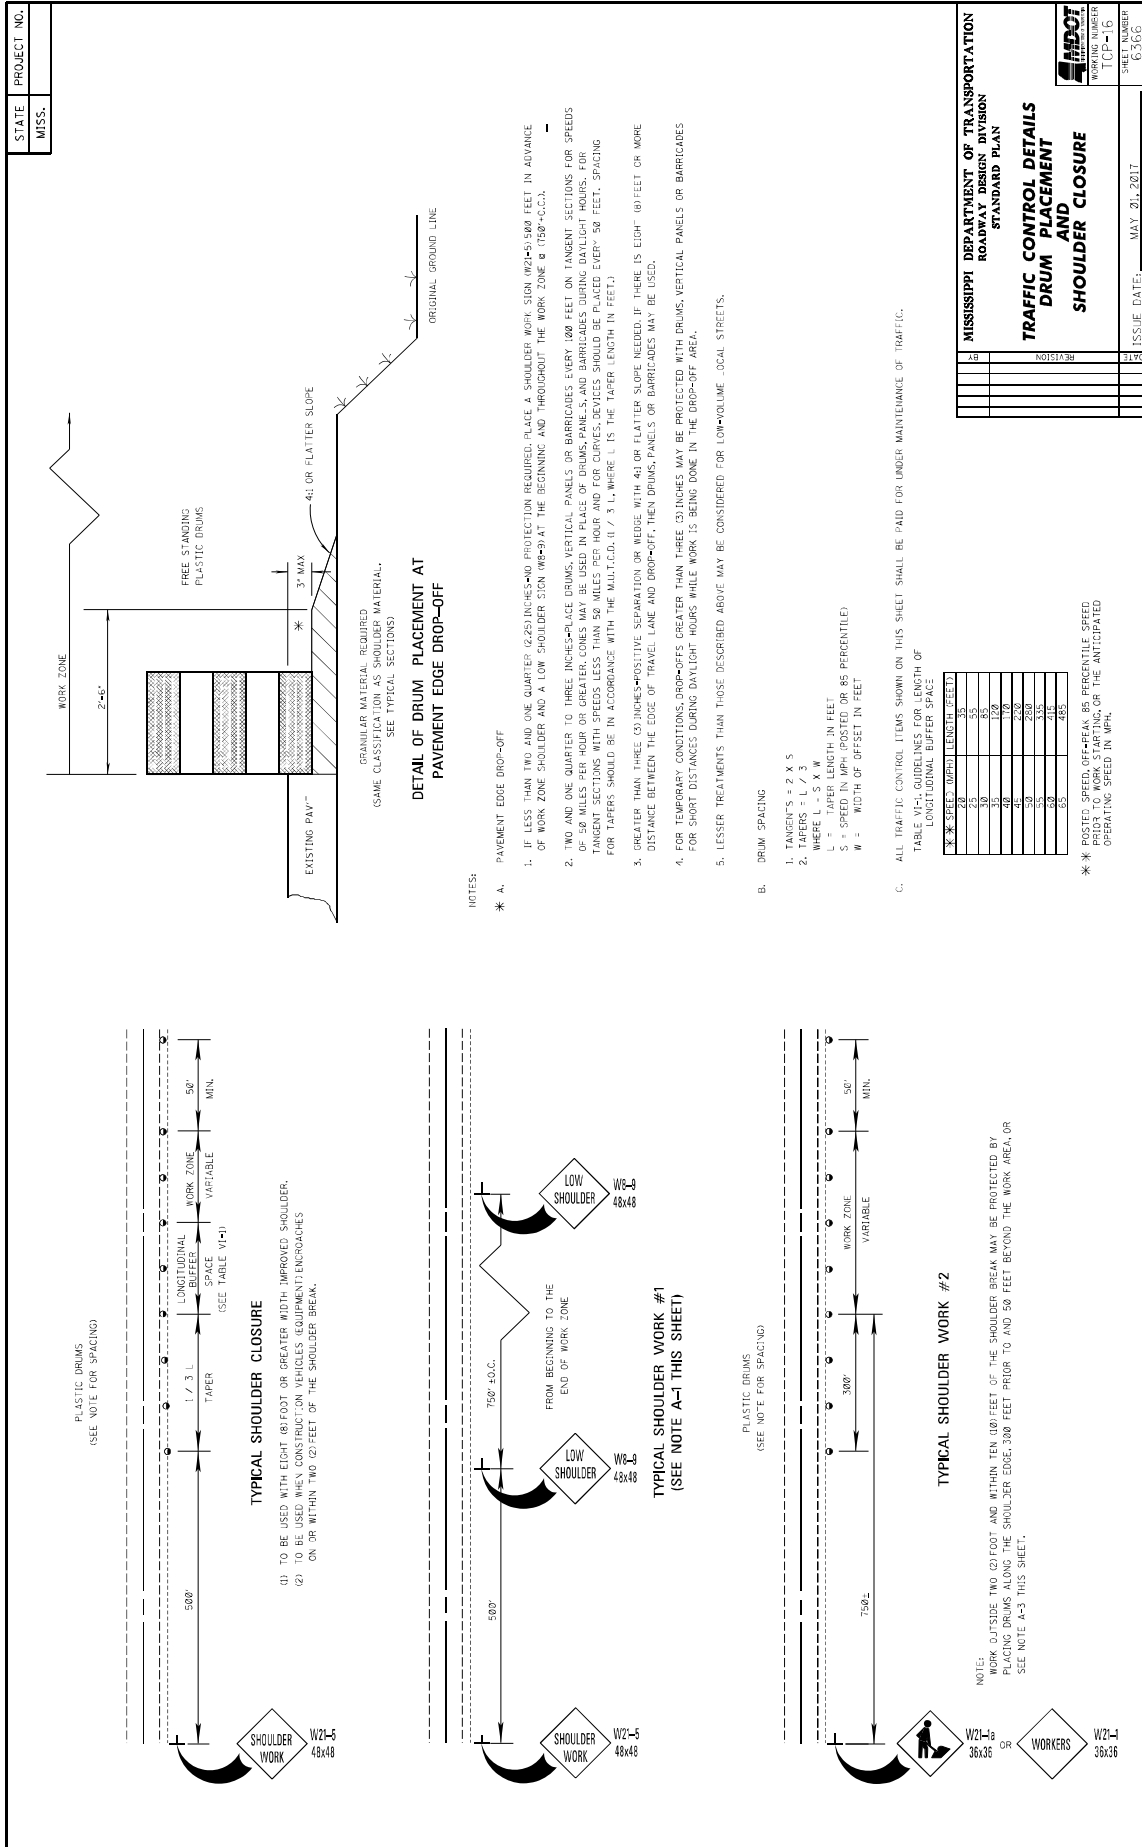 STATE PROJECT NO.
MISS.
PLASTIC DRUMS
(SEE NOTE FOR SPACING)
500'
1 / 3 L
TAPER
LONGITUDINAL
BUFFER
SPACE
(SEE TABLE VI-1)
WORK ZONE
VARIABLE
50'
MIN.
SHOULDER
WORK
W21-5
48x48
TYPICAL SHOULDER CLOSURE
(1) TO BE USED WITH EIGHT (8) FOOT OR GREATER WIDTH IMPROVED SHOULDER.
(2) TO BE USED WHEN CONSTRUCTION VEHICLES (EQUIPMENT) ENCROACHES
ON OR WITHIN TWO (2) FEET OF THE SHOULDER BREAK.
500'
750' ±O.C.
SHOULDER
WORK
W21-5
48x48
LOW
SHOULDER
W8-9
48x48
FROM BEGINNING TO THE
END OF WORK ZONE
LOW
SHOULDER
W8-9
48x48
TYPICAL SHOULDER WORK #1
(SEE NOTE A-1 THIS SHEET)
PLASTIC DRUMS
(SEE NOTE FOR SPACING)
750±
300'
WORK ZONE
VARIABLE
50'
MIN.
W21-1a
36x36
OR
WORKERS
W21-1
36x36
TYPICAL SHOULDER WORK #2
NOTE:
WORK OUTSIDE TWO (2) FOOT AND WITHIN TEN (10) FEET OF THE SHOULDER BREAK MAY BE PROTECTED BY
PLACING DRUMS ALONG THE SHOULDER EDGE, 300 FEET PRIOR TO AND 50 FEET BEYOND THE WORK AREA, OR
SEE NOTE A-3 THIS SHEET.
WORK ZONE
2'-6"
FREE STANDING
PLASTIC DRUMS
* 3" MAX
4:1 OR FLATTER SLOPE
EXISTING PAV'T
ORIGINAL GROUND LINE
GRANULAR MATERIAL REQUIRED
(SAME CLASSIFICATION AS SHOULDER MATERIAL.
SEE TYPICAL SECTIONS)
DETAIL OF DRUM PLACEMENT AT
PAVEMENT EDGE DROP-OFF
NOTES:
* A. PAVEMENT EDGE DROP-OFF
1. IF LESS THAN TWO AND ONE QUARTER (2.25) INCHES-NO PROTECTION REQUIRED. PLACE A SHOULDER WORK SIGN (W21-5) 500 FEET IN ADVANCE
OF WORK ZONE SHOULDER AND A LOW SHOULDER SIGN (W8-9) AT THE BEGINNING AND THROUGHOUT THE WORK ZONE @ (750'+O.C.).
2. TWO AND ONE QUARTER TO THREE INCHES-PLACE DRUMS, VERTICAL PANELS OR BARRICADES EVERY 100 FEET ON TANGENT SECTIONS FOR SPEEDS
OF 50 MILES PER HOUR OR GREATER. CONES MAY BE USED IN PLACE OF DRUMS, PANELS, AND BARRICADES DURING DAYLIGHT HOURS. FOR
TANGENT SECTIONS WITH SPEEDS LESS THAN 50 MILES PER HOUR AND FOR CURVES, DEVICES SHOULD BE PLACED EVERY 50 FEET. SPACING
FOR TAPERS SHOULD BE IN ACCORDANCE WITH THE M.U.T.C.D. (1 / 3 L, WHERE L IS THE TAPER LENGTH IN FEET.)
3. GREATER THAN THREE (3) INCHES-POSITIVE SEPARATION OR WEDGE WITH 4:1 OR FLATTER SLOPE NEEDED. IF THERE IS EIGHT (8) FEET OR MORE
DISTANCE BETWEEN THE EDGE OF TRAVEL LANE AND DROP-OFF, THEN DRUMS, PANELS OR BARRICADES MAY BE USED.
4. FOR TEMPORARY CONDITIONS, DROP-OFFS GREATER THAN THREE (3) INCHES MAY BE PROTECTED WITH DRUMS, VERTICAL PANELS OR BARRICADES
FOR SHORT DISTANCES DURING DAYLIGHT HOURS WHILE WORK IS BEING DONE IN THE DROP-OFF AREA.
5. LESSER TREATMENTS THAN THOSE DESCRIBED ABOVE MAY BE CONSIDERED FOR LOW-VOLUME LOCAL STREETS.
B. DRUM SPACING
1. TANGENTS = 2 X S
2. TAPERS = L / 3
WHERE L = S X W
L = TAPER LENGTH IN FEET
S = SPEED IN MPH (POSTED OR 85 PERCENTILE)
W = WIDTH OF OFFSET IN FEET
C. ALL TRAFFIC CONTROL ITEMS SHOWN ON THIS SHEET SHALL BE PAID FOR UNDER MAINTENANCE OF TRAFFIC.
TABLE VI-1. GUIDELINES FOR LENGTH OF
LONGITUDINAL BUFFER SPACE
* * SPEED (MPH) LENGTH (FEET)
20 35
25 55
30 85
35 120
40 170
45 220
50 280
55 335
60 415
65 485
* * POSTED SPEED, OFF-PEAK 85 PERCENTILE SPEED
PRIOR TO WORK STARTING, OR THE ANTICIPATED
OPERATING SPEED IN MPH.
BY
REVISION
DATE
MISSISSIPPI DEPARTMENT OF TRANSPORTATION
ROADWAY DESIGN DIVISION
STANDARD PLAN
TRAFFIC CONTROL DETAILS
DRUM PLACEMENT
AND
SHOULDER CLOSURE
MDOT
WORKING NUMBER
TCP-16
SHEET NUMBER
6366
ISSUE DATE: MAY 01, 2017